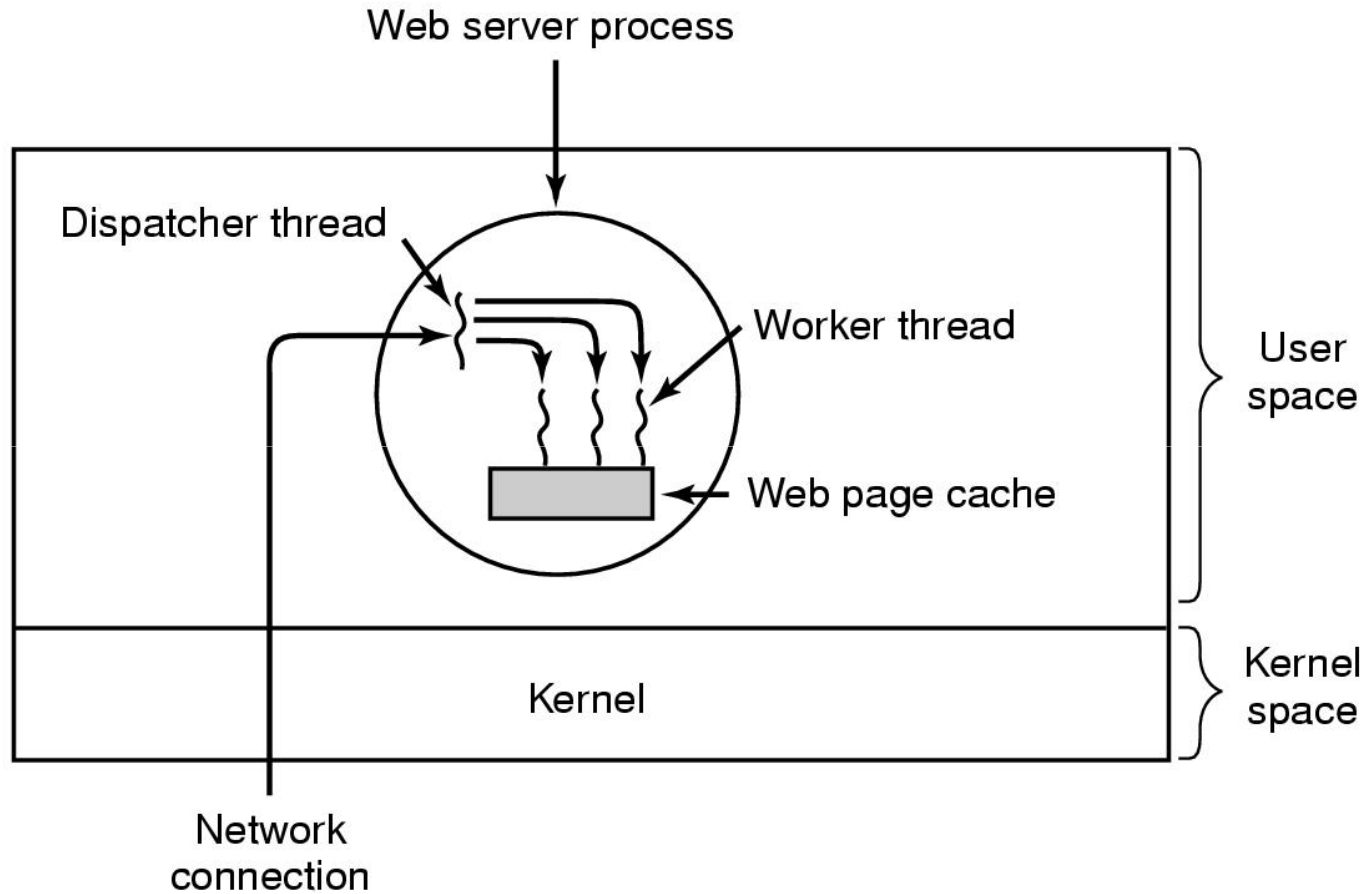 Web server process
Dispatcher thread
Worker thread
User
space
Web page cache
Kernel
Kernel
space
Network
connection